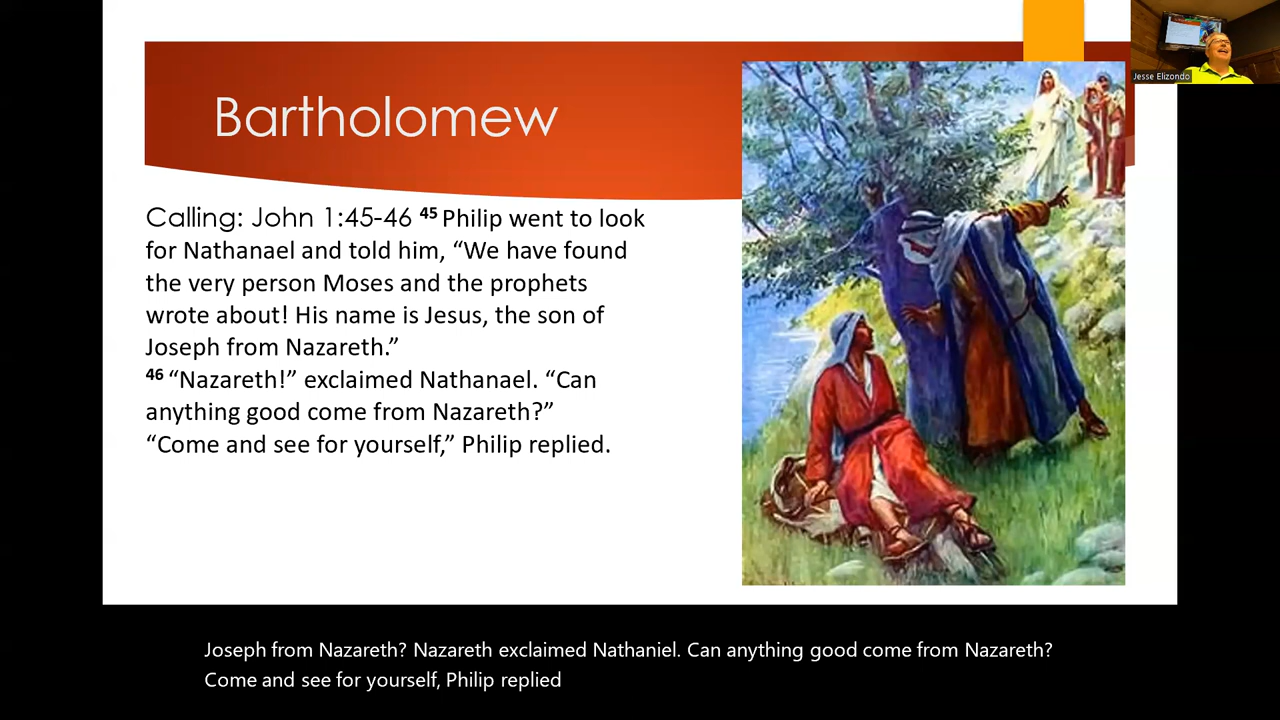 Bartholomew
Jesse Elizondo
Calling: John 1:45-46 45 Philip went to look
for Nathanael and told him, “We have found
the very person Moses and the prophets
wrote about! His name is Jesus, the son of
Joseph from Nazareth.”
46 “Nazareth!” exclaimed Nathanael. “Can
anything good come from Nazareth?”
“Come and see for yourself,” Philip replied.
Joseph from Nazareth? Nazareth exclaimed Nathaniel. Can anything good come from Nazareth?
Come and see for yourself, Philip replied